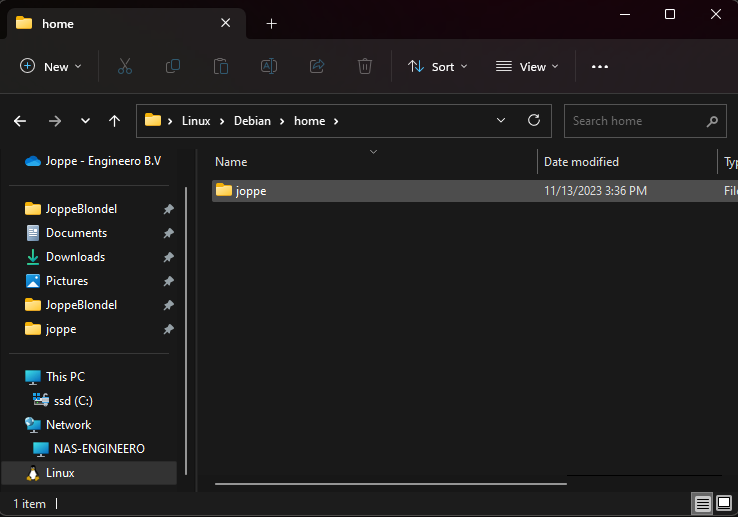 home
New
Sort
View
Linux
Debian
home
Search home
Joppe - Engineero B.V
JoppeBlondel
Documents
Downloads
Pictures
JoppeBlondel
joppe
This PC
ssd (C:)
Network
NAS-ENGINEERO
Linux
Name Date modified Typ
joppe 11/13/2023 3:36 PM File
1 item